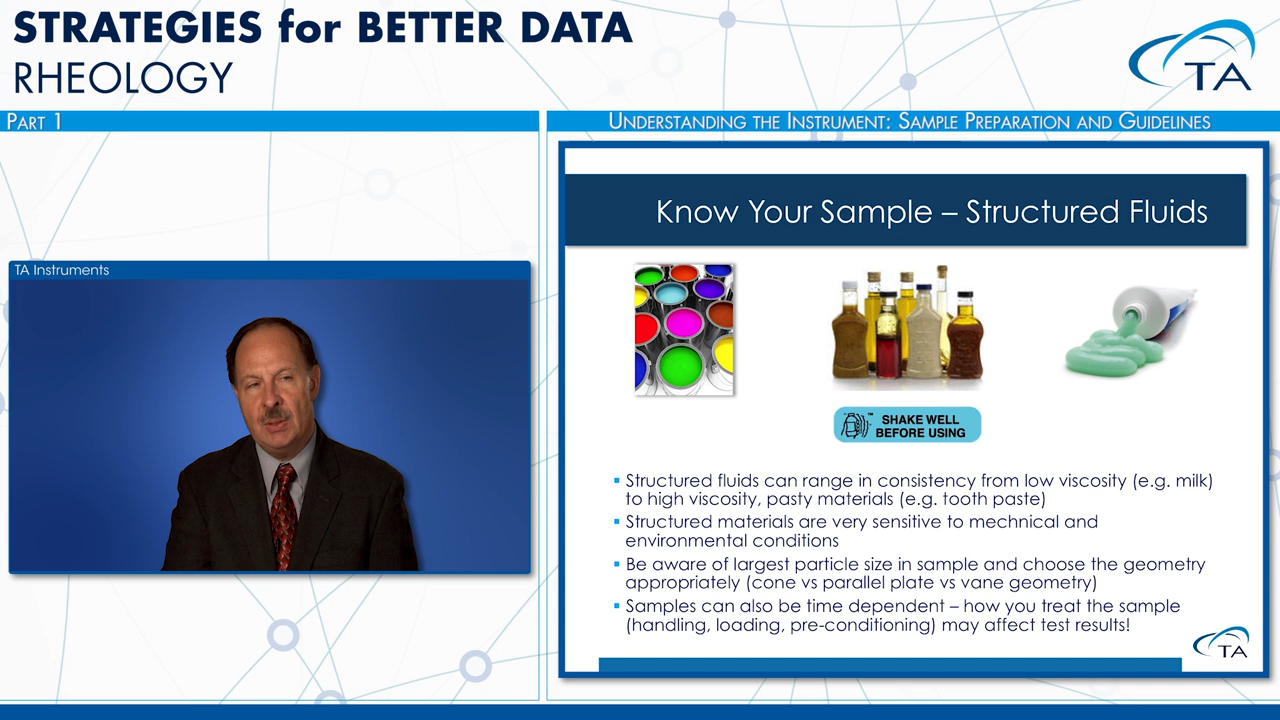 STRATEGIES for BETTER DATA
RHEOLOGY
TA
PART 1
UNDERSTANDING THE INSTRUMENT: SAMPLE PREPARATION AND GUIDELINES
TA Instruments
Know Your Sample – Structured Fluids
SHAKE WELL
BEFORE USING
▪ Structured fluids can range in consistency from low viscosity (e.g. milk)
to high viscosity, pasty materials (e.g. tooth paste)
▪ Structured materials are very sensitive to mechnical and
environmental conditions
▪ Be aware of largest particle size in sample and choose the geometry
appropriately (cone vs parallel plate vs vane geometry)
▪ Samples can also be time dependent – how you treat the sample
(handling, loading, pre-conditioning) may affect test results!
TA